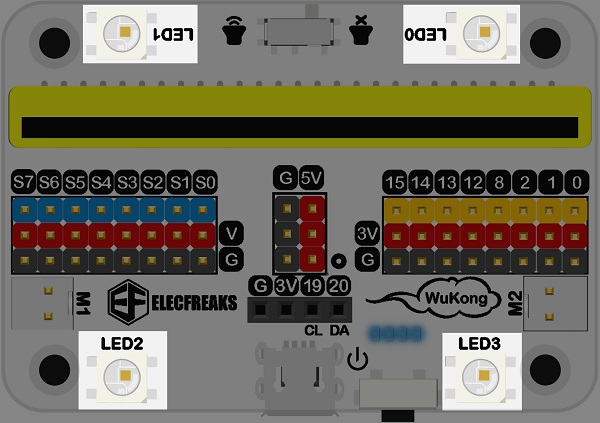 LED1
LED0
G 5V
S7 S6 S5 S4 S3 S2 S1 S0
15 14 13 12 8 2 1 0
V
3V
G
G
G 3V 19 20
M1
ELECFREAKS
WuKong
M2
CL DA
LED2
LED3